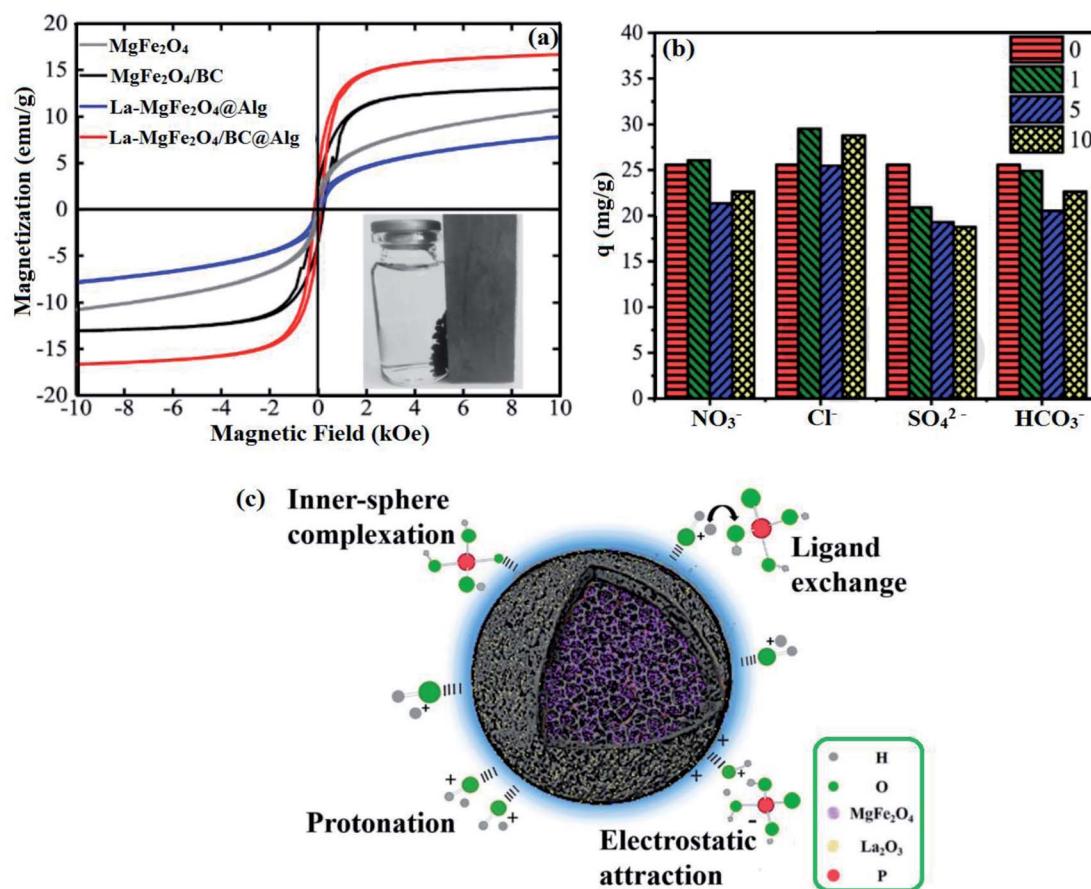 (a)
MgFe₂O₄
MgFe₂O₄/BC
La-MgFe₂O₄@Alg
La-MgFe₂O₄/BC@Alg
Magnetization (emu/g)
20
15
10
5
0
-5
-10
-15
20
-10
-8
-6
-4
-2
0
2
4
6
8
10
Magnetic Field (kOe)
(b)
0
1
5
10
q (mg/g)
40
35
30
25
20
15
10
5
0
NO₃⁻
Cl⁻
SO₄²⁻
HCO₃⁻
(c)
Inner-sphere
complexation
Ligand
exchange
Protonation
Electrostatic
attraction
+
+
+
+
+
+
+
+
-
H
O
MgFe₂O₄
La₂O₃
P